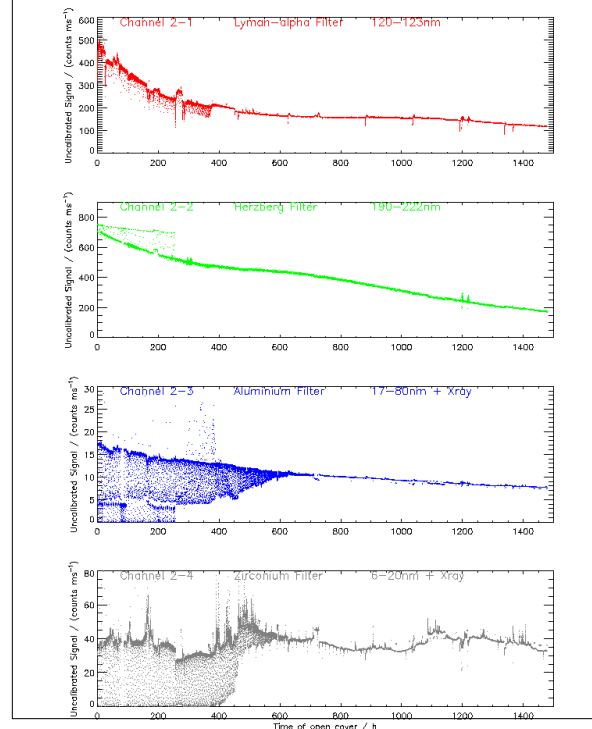 Channel 2-1 Lyman-alpha Filter 120-123nm
600
500
400
300
200
100
0
Uncalibrated Signal / (counts ms⁻¹)
0 200 400 600 800 1000 1200 1400
Channel 2-2 Herzberg Filter 190-222nm
800
600
400
200
0
Uncalibrated Signal / (counts ms⁻¹)
0 200 400 600 800 1000 1200 1400
Channel 2-3 Aluminium Filter 17-80nm + Xray
30
25
20
15
10
5
0
Uncalibrated Signal / (counts ms⁻¹)
0 200 400 600 800 1000 1200 1400
Channel 2-4 Zirconium Filter 6-20nm + Xray
80
60
40
20
0
Uncalibrated Signal / (counts ms⁻¹)
0 200 400 600 800 1000 1200 1400
Time of open cover / h